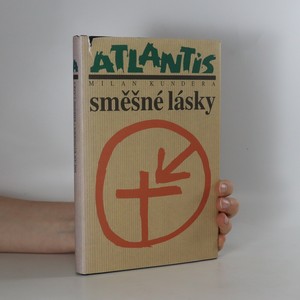 ATLANTIS
MILAN KUNDERA
směšné lásky